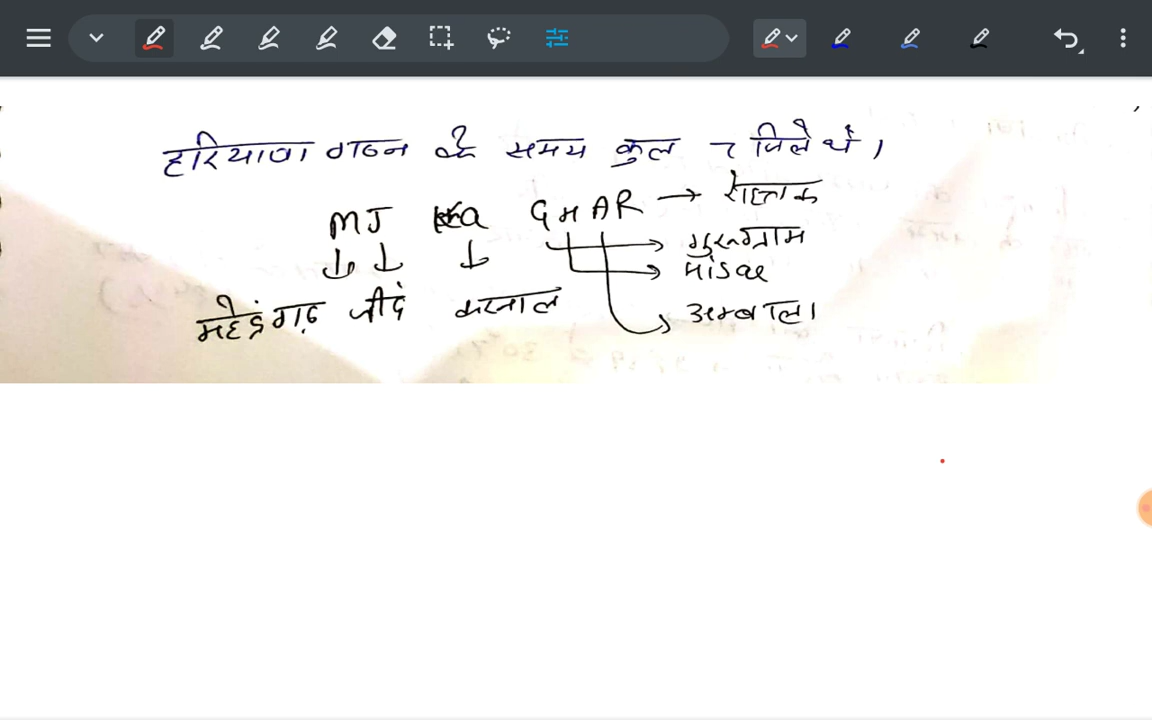 हरियाणा गठन के समय कुल 7 जिले थे।
MJ Ka GHAR → रोहतक
गुरूग्राम
अम्बाला
महेंद्रगढ़ जींद करनाल